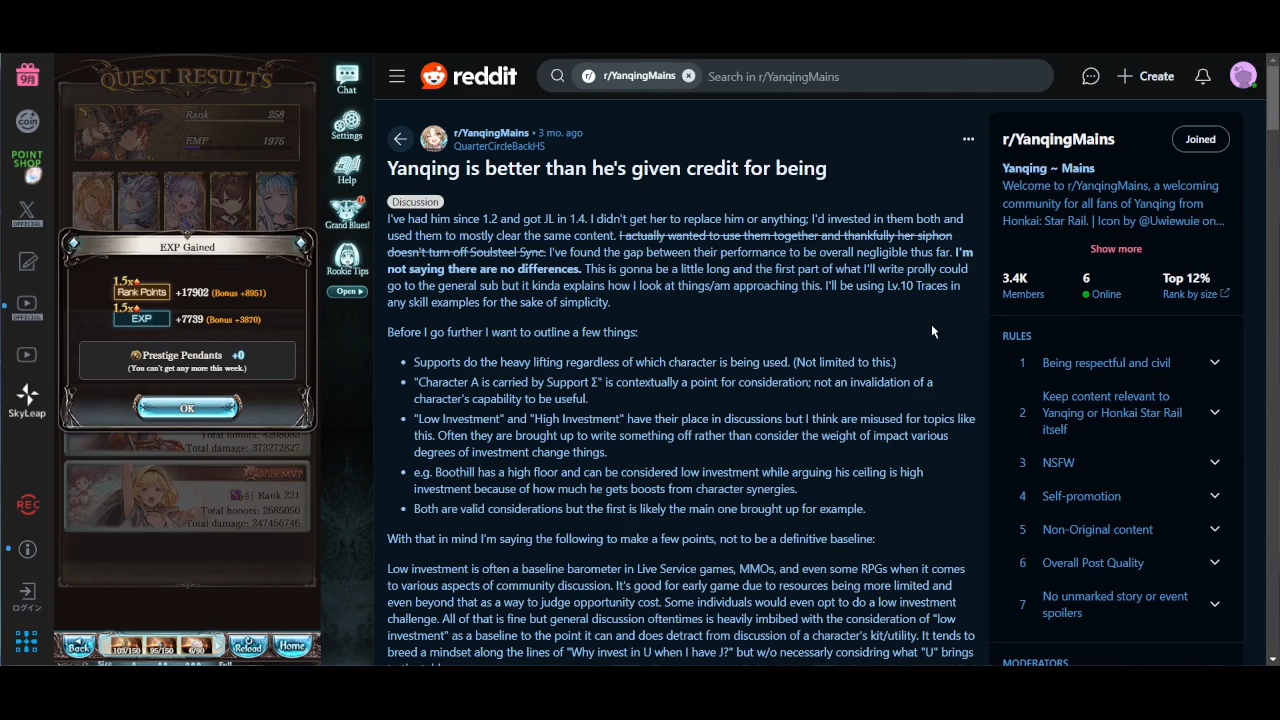 9月
coin
POINT
SHOP
OFFICIAL
OFFICIAL
SkyLeap
REC
ログイン
QUEST RESULTS
Rank 258
EMP 1975
EXP Gained
1.5x
Rank Points +17902 (Bonus +8951)
1.5x
EXP +7739 (Bonus +3870)
Prestige Pendants +0
(You can't get any more this week.)
OK
Total damage: 373272827
Vice MVP
Rank 221
Total honors: 2685050
Total damage: 247456746
Back
103/150
95/150
6/90
Reload
Home
Chat
Settings
Help
Grand Blues!
Rookie Tips
Open
reddit
r/YanqingMains
Search in r/YanqingMains
Create
r/YanqingMains • 3 mo. ago
QuarterCircleBackHS
Yanqing is better than he's given credit for being
Discussion
I've had him since 1.2 and got JL in 1.4. I didn't get her to replace him or anything; I'd invested in them both and
used them to mostly clear the same content. I actually wanted to use them together and thankfully her siphon
doesn't turn off Soulsteel Sync. I've found the gap between their performance to be overall negligible thus far. I'm
not saying there are no differences. This is gonna be a little long and the first part of what I'll write prolly could
go to the general sub but it kinda explains how I look at things/am approaching this. I'll be using Lv.10 Traces in
any skill examples for the sake of simplicity.
Before I go further I want to outline a few things:
• Supports do the heavy lifting regardless of which character is being used. (Not limited to this.)
• "Character A is carried by Support Σ" is contextually a point for consideration; not an invalidation of a
character's capability to be useful.
• "Low Investment" and "High Investment" have their place in discussions but I think are misused for topics like
this. Often they are brought up to write something off rather than consider the weight of impact various
degrees of investment change things.
• e.g. Boothill has a high floor and can be considered low investment while arguing his ceiling is high
investment because of how much he gets boosts from character synergies.
• Both are valid considerations but the first is likely the main one brought up for example.
With that in mind I'm saying the following to make a few points, not to be a definitive baseline:
Low investment is often a baseline barometer in Live Service games, MMOs, and even some RPGs when it comes
to various aspects of community discussion. It's good for early game due to resources being more limited and
even beyond that as a way to judge opportunity cost. Some individuals would even opt to do a low investment
challenge. All of that is fine but general discussion oftentimes is heavily imbibed with the consideration of "low
investment" as a baseline to the point it can and does detract from discussion of a character's kit/utility. It tends to
breed a mindset along the lines of "Why invest in U when I have J?" but w/o necessarly considring what "U" brings
r/YanqingMains
Joined
Yanqing ~ Mains
Welcome to r/YanqingMains, a welcoming
community for all fans of Yanqing from
Honkai: Star Rail. | Icon by @Uwiewuie on...
Show more
3.4K 6 Top 12%
Members Online Rank by size
RULES
1 Being respectful and civil
2 Keep content relevant to
Yanqing or Honkai Star Rail
itself
3 NSFW
4 Self-promotion
5 Non-Original content
6 Overall Post Quality
7 No unmarked story or event
spoilers
MODERATORS